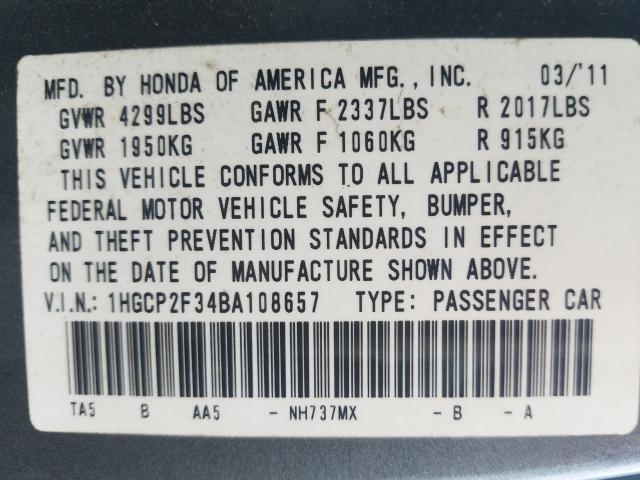 MFD. BY HONDA OF AMERICA MFG., INC. 03/'11
GVWR 4299LBS GAWR F 2337LBS R 2017LBS
GVWR 1950KG GAWR F 1060KG R 915KG
THIS VEHICLE CONFORMS TO ALL APPLICABLE
FEDERAL MOTOR VEHICLE SAFETY, BUMPER,
AND THEFT PREVENTION STANDARDS IN EFFECT
ON THE DATE OF MANUFACTURE SHOWN ABOVE.
V.I.N.: 1HGCP2F34BA108657 TYPE: PASSENGER CAR
TA5 B AA5 - NH737MX - B - A